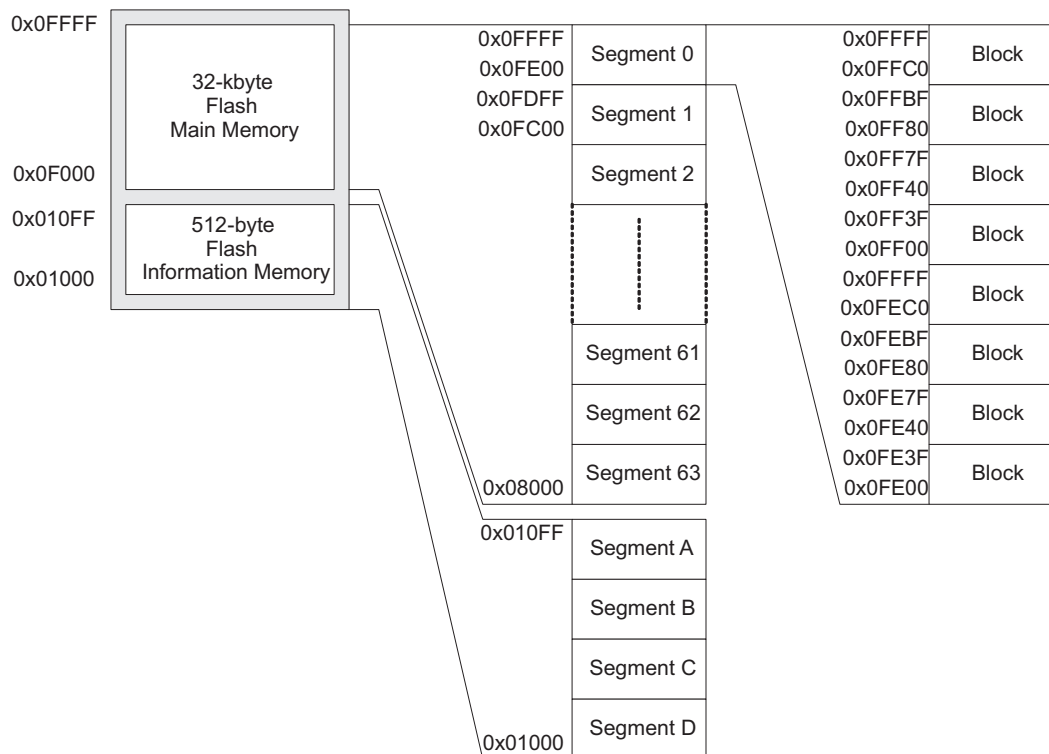 0x0FFFF
32-kbyte
Flash
Main Memory
0x0F000
0x010FF
512-byte
Flash
Information Memory
0x01000
0x0FFFF
Segment 0
0x0FE00
0x0FDFF
Segment 1
0x0FC00
Segment 2
Segment 61
Segment 62
Segment 63
0x08000
0x010FF
Segment A
Segment B
Segment C
Segment D
0x01000
0x0FFFF
Block
0x0FFC0
0x0FFBF
Block
0x0FF80
0x0FF7F
Block
0x0FF40
0x0FF3F
Block
0x0FF00
0x0FFFF
Block
0x0FEC0
0x0FEBF
Block
0x0FE80
0x0FE7F
Block
0x0FE40
0x0FE3F
Block
0x0FE00